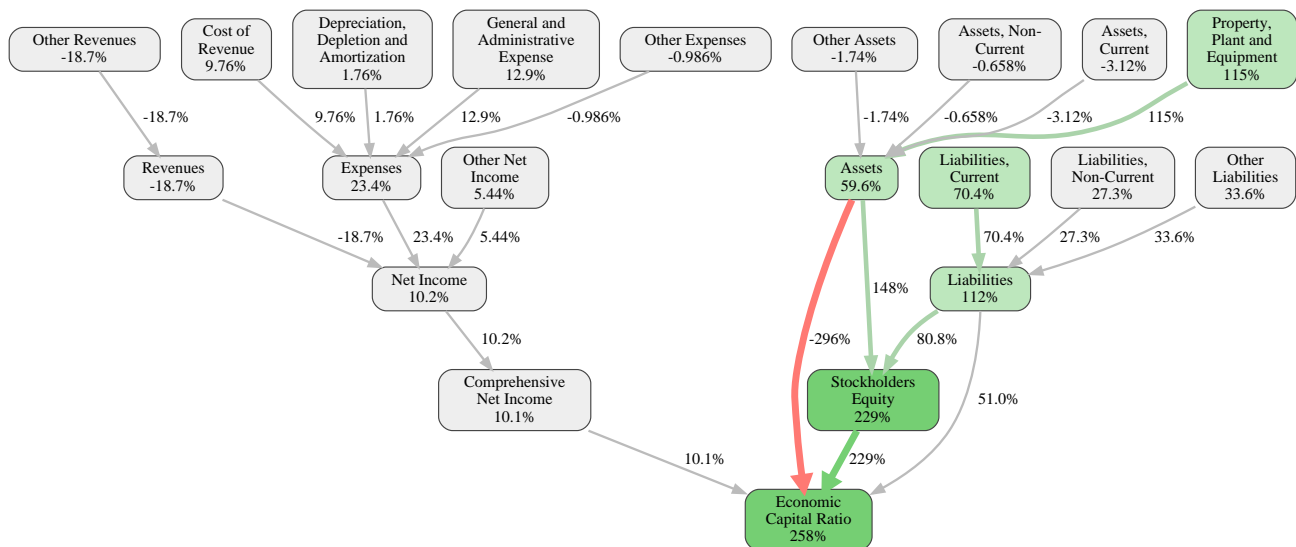 Other Revenues
-18.7%
Cost of
Revenue
9.76%
Depreciation,
Depletion and
Amortization
1.76%
General and
Administrative
Expense
12.9%
Other Expenses
-0.986%
Other Assets
-1.74%
Assets, Non-
Current
-0.658%
Assets,
Current
-3.12%
Property,
Plant and
Equipment
115%
-18.7%
9.76%
1.76%
12.9%
-0.986%
-1.74%
-0.658%
-3.12%
115%
Revenues
-18.7%
Expenses
23.4%
Other Net
Income
5.44%
Assets
59.6%
Liabilities,
Current
70.4%
Liabilities,
Non-Current
27.3%
Other
Liabilities
33.6%
-18.7%
23.4%
5.44%
70.4%
27.3%
33.6%
Net Income
10.2%
148%
Liabilities
112%
10.2%
-296%
80.8%
Comprehensive
Net Income
10.1%
Stockholders
Equity
229%
51.0%
10.1%
229%
Economic
Capital Ratio
258%